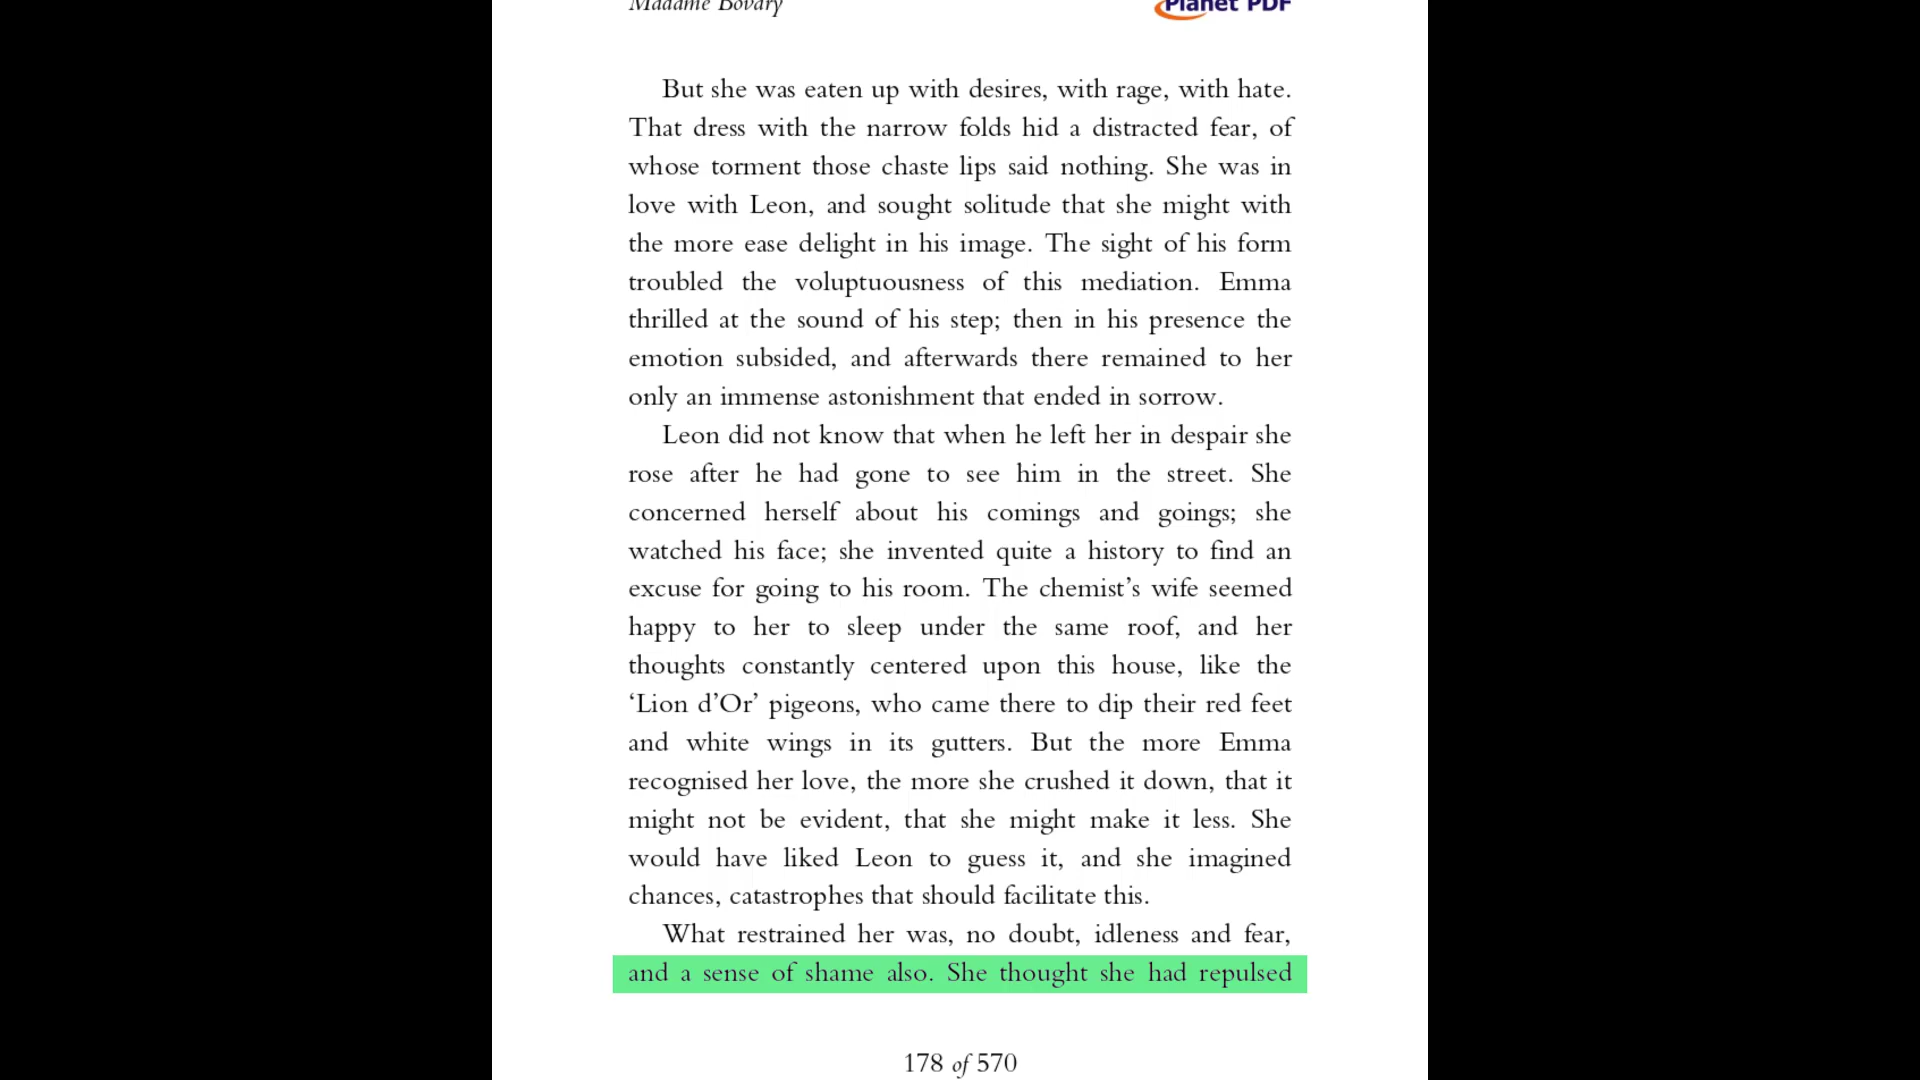 Madame Bovary
Planet PDF
But she was eaten up with desires, with rage, with hate.
That dress with the narrow folds hid a distracted fear, of
whose torment those chaste lips said nothing. She was in
love with Leon, and sought solitude that she might with
the more ease delight in his image. The sight of his form
troubled the voluptuousness of this mediation. Emma
thrilled at the sound of his step; then in his presence the
emotion subsided, and afterwards there remained to her
only an immense astonishment that ended in sorrow.
Leon did not know that when he left her in despair she
rose after he had gone to see him in the street. She
concerned herself about his comings and goings; she
watched his face; she invented quite a history to find an
excuse for going to his room. The chemist’s wife seemed
happy to her to sleep under the same roof, and her
thoughts constantly centered upon this house, like the
‘Lion d’Or’ pigeons, who came there to dip their red feet
and white wings in its gutters. But the more Emma
recognised her love, the more she crushed it down, that it
might not be evident, that she might make it less. She
would have liked Leon to guess it, and she imagined
chances, catastrophes that should facilitate this.
What restrained her was, no doubt, idleness and fear,
and a sense of shame also. She thought she had repulsed
178 of 570